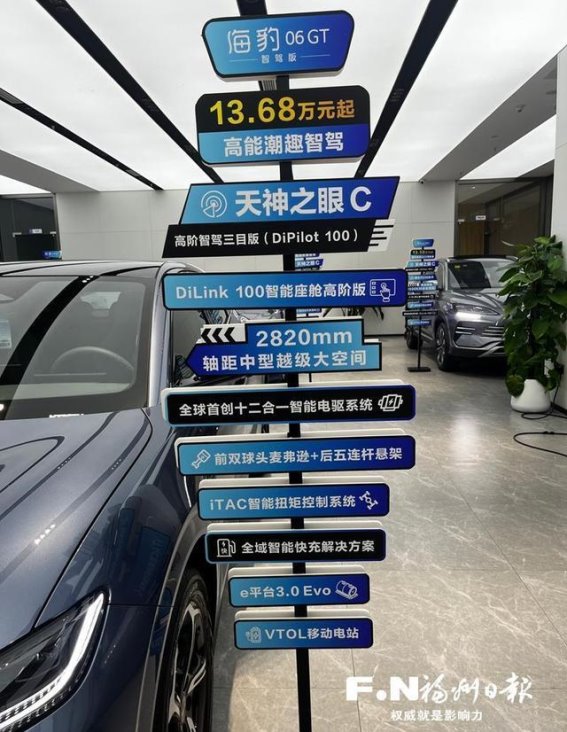 海豹 06 GT
智驾版
13.68万元起
高能潮趣智驾
天神之眼 C
高阶智驾三目版（DiPilot 100）
DiLink 100智能座舱高阶版
2820mm
轴距中型越级大空间
全球首创十二合一智能电驱系统
前双球头麦弗逊+后五连杆悬架
iTAC智能扭矩控制系统
全域智能快充解决方案
e平台3.0 Evo
VTOL移动电站
F.N福州日报
权威就是影响力